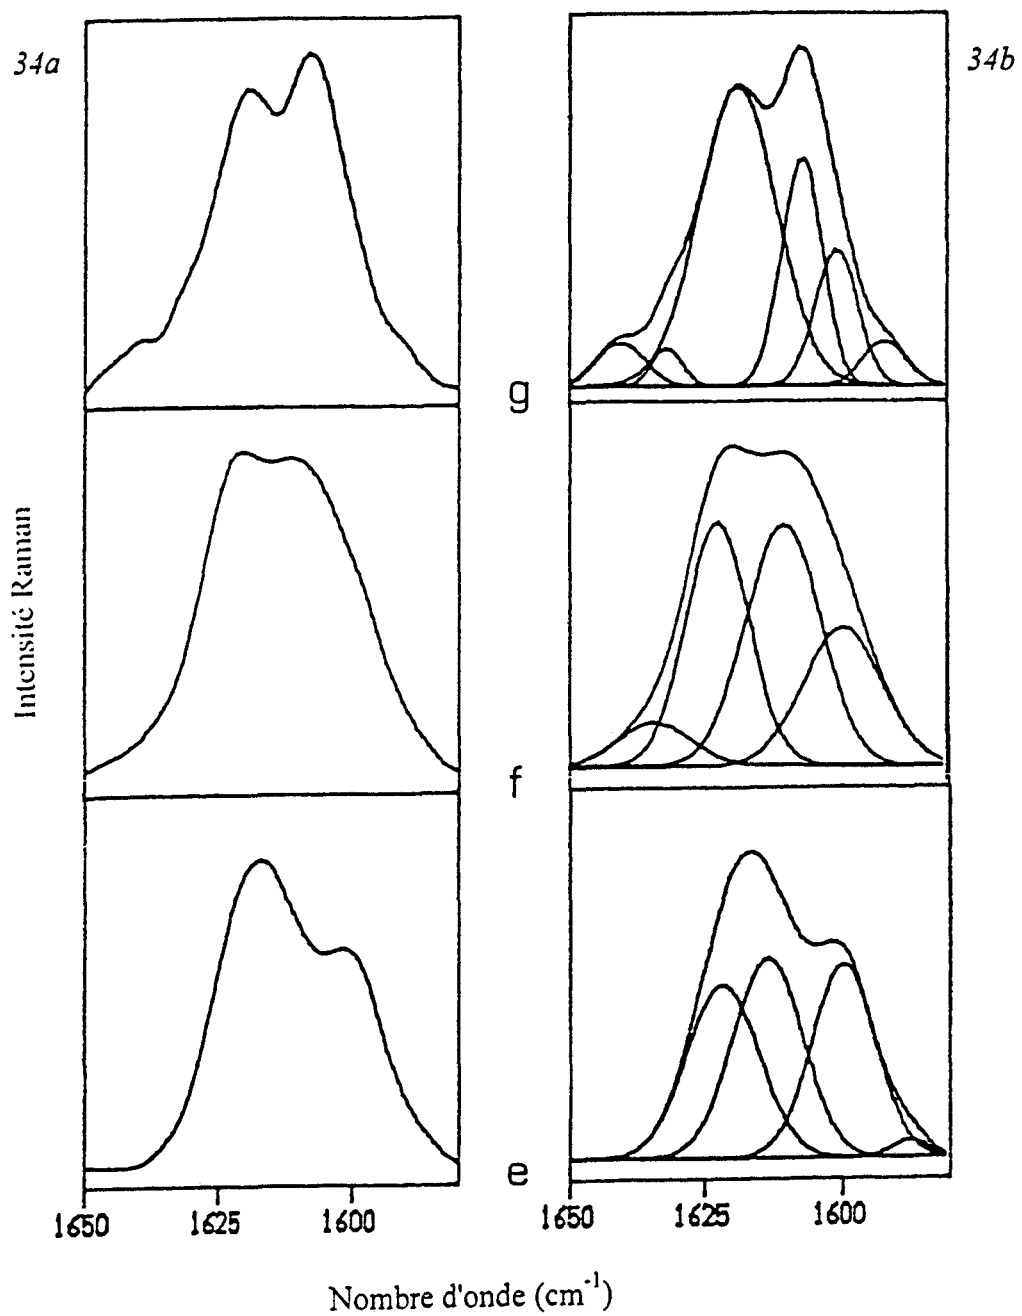 34a
34b
g
Intensité Raman
f
e
1650 1625 1600
1650 1625 1600
Nombre d'onde (cm⁻¹)